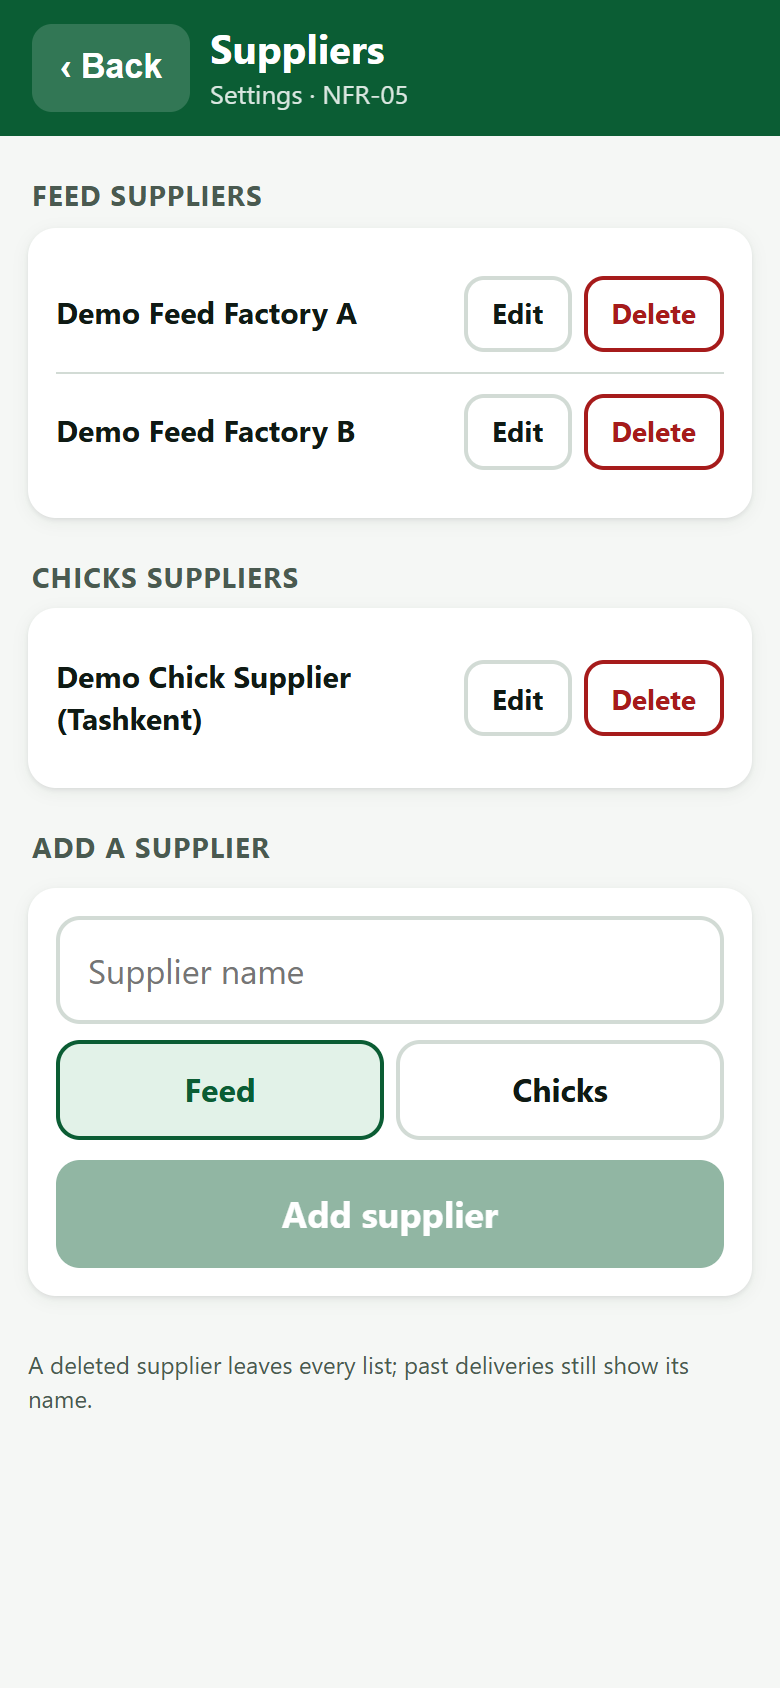 ‹ Back
Suppliers
Settings · NFR-05
FEED SUPPLIERS
Demo Feed Factory A
Edit
Delete
Demo Feed Factory B
Edit
Delete
CHICKS SUPPLIERS
Demo Chick Supplier
(Tashkent)
Edit
Delete
ADD A SUPPLIER
Supplier name
Feed
Chicks
Add supplier
A deleted supplier leaves every list; past deliveries still show its
name.